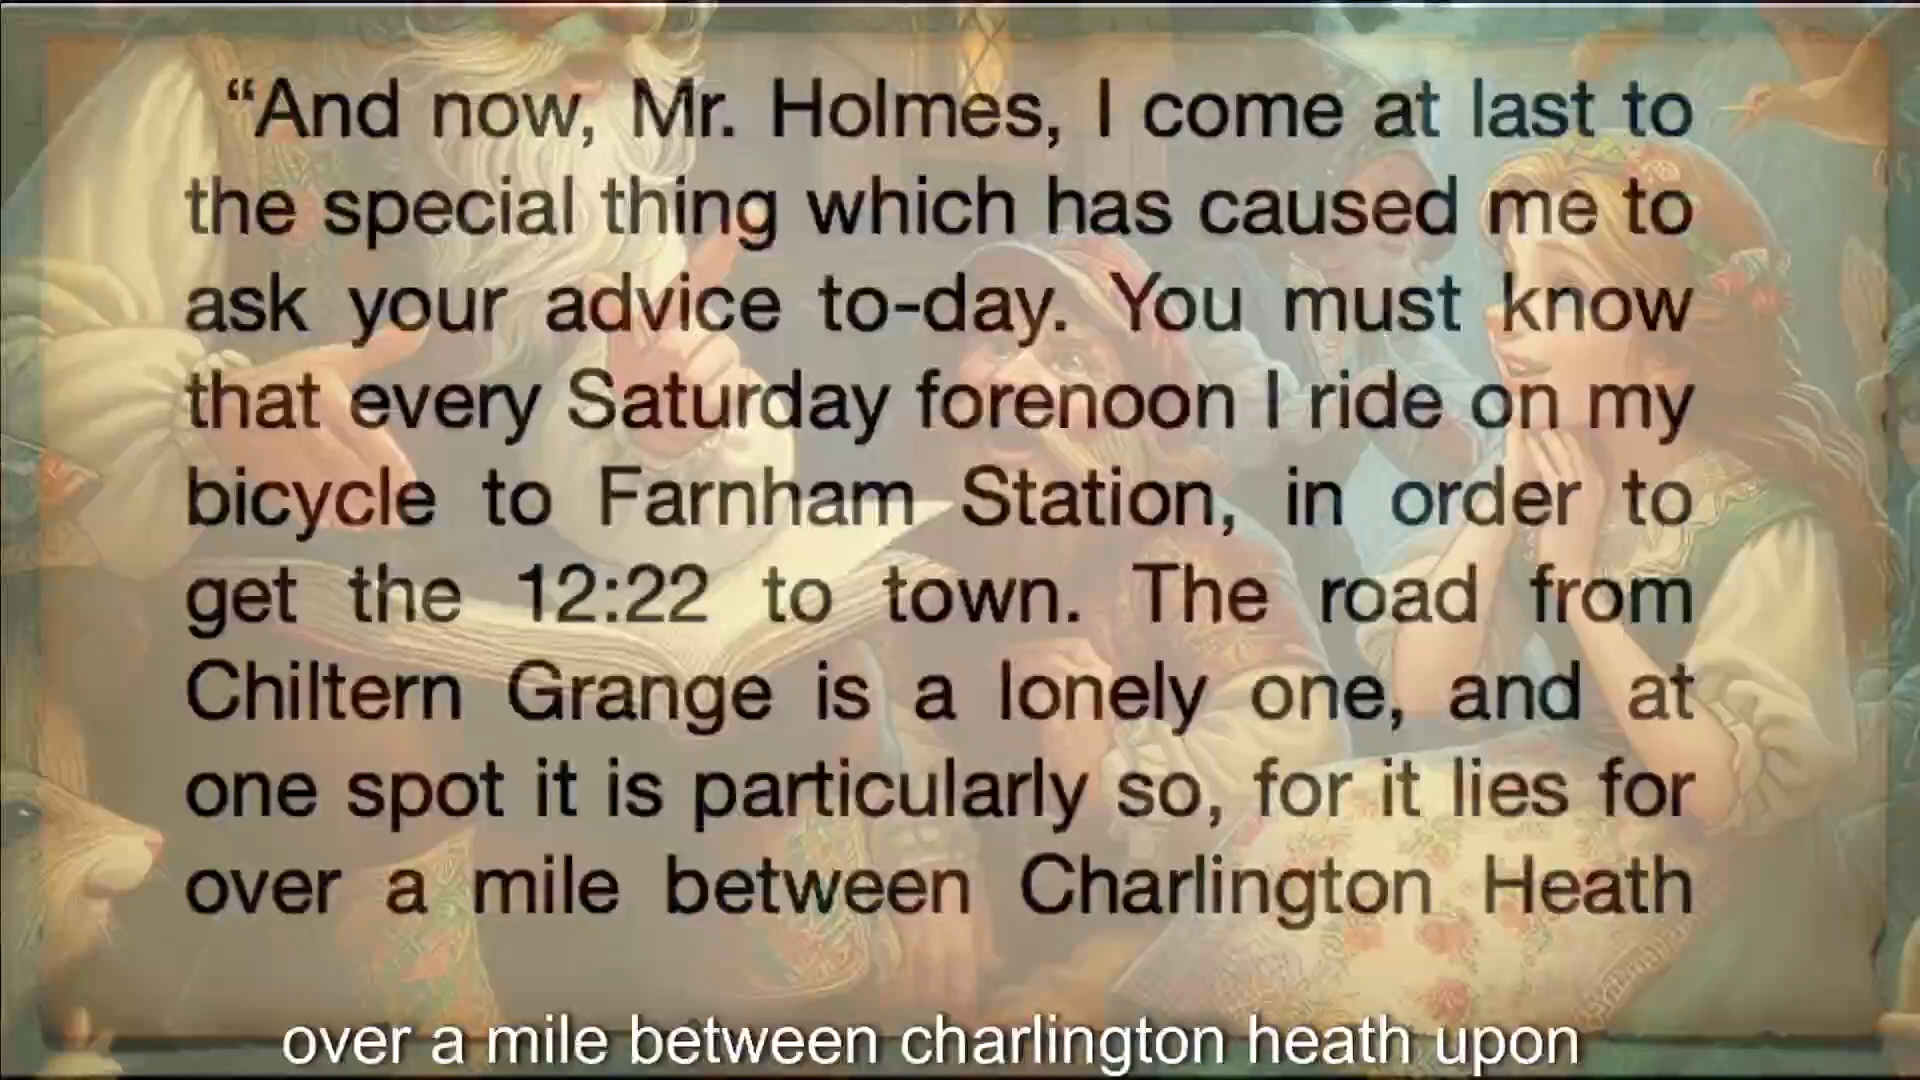 “And now, Mr. Holmes, I come at last to
the special thing which has caused me to
ask your advice to-day. You must know
that every Saturday forenoon I ride on my
bicycle to Farnham Station, in order to
get the 12:22 to town. The road from
Chiltern Grange is a lonely one, and at
one spot it is particularly so, for it lies for
over a mile between Charlington Heath
over a mile between charlington heath upon